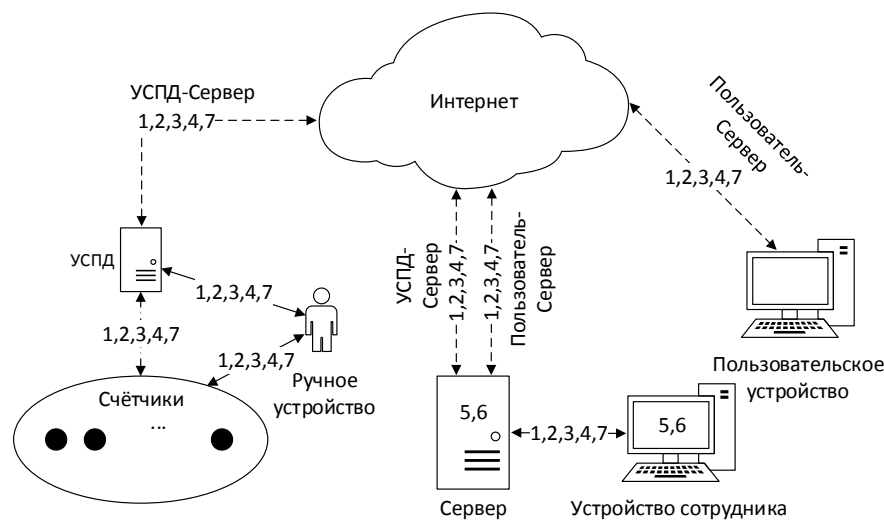 УСПД-Сервер
1,2,3,4,7
Интернет
Пользователь-
Сервер
1,2,3,4,7
УСПД
1,2,3,4,7
1,2,3,4,7
1,2,3,4,7
Ручное
устройство
Счётчики
...
УСПД-
Сервер
1,2,3,4,7
1,2,3,4,7
Пользователь-
Сервер
Пользовательское
устройство
5,6
1,2,3,4,7
5,6
Сервер
Устройство сотрудника